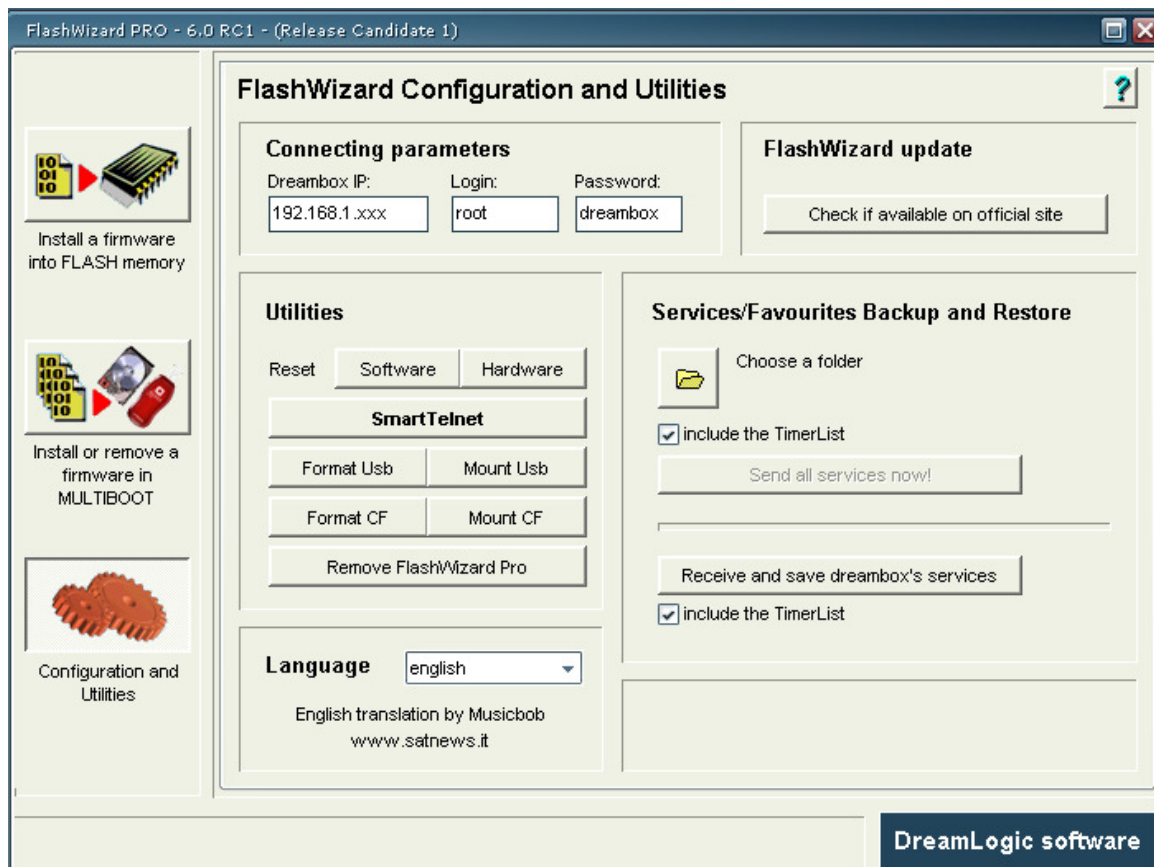 FlashWizard PRO - 6.0 RC1 - (Release Candidate 1)
FlashWizard Configuration and Utilities
?
Install a firmware
into FLASH memory
Install or remove a
firmware in
MULTIBOOT
Configuration and
Utilities
Connecting parameters
Dreambox IP:
Login:
Password:
192.168.1.xxx
root
dreambox
FlashWizard update
Check if available on official site
Utilities
Reset
Software
Hardware
SmartTelnet
Format Usb
Mount Usb
Format CF
Mount CF
Remove FlashWizard Pro
Services/Favourites Backup and Restore
Choose a folder
include the TimerList
Send all services now!
Receive and save dreambox's services
include the TimerList
Language
english
English translation by Musicbob
www.satnews.it
DreamLogic software